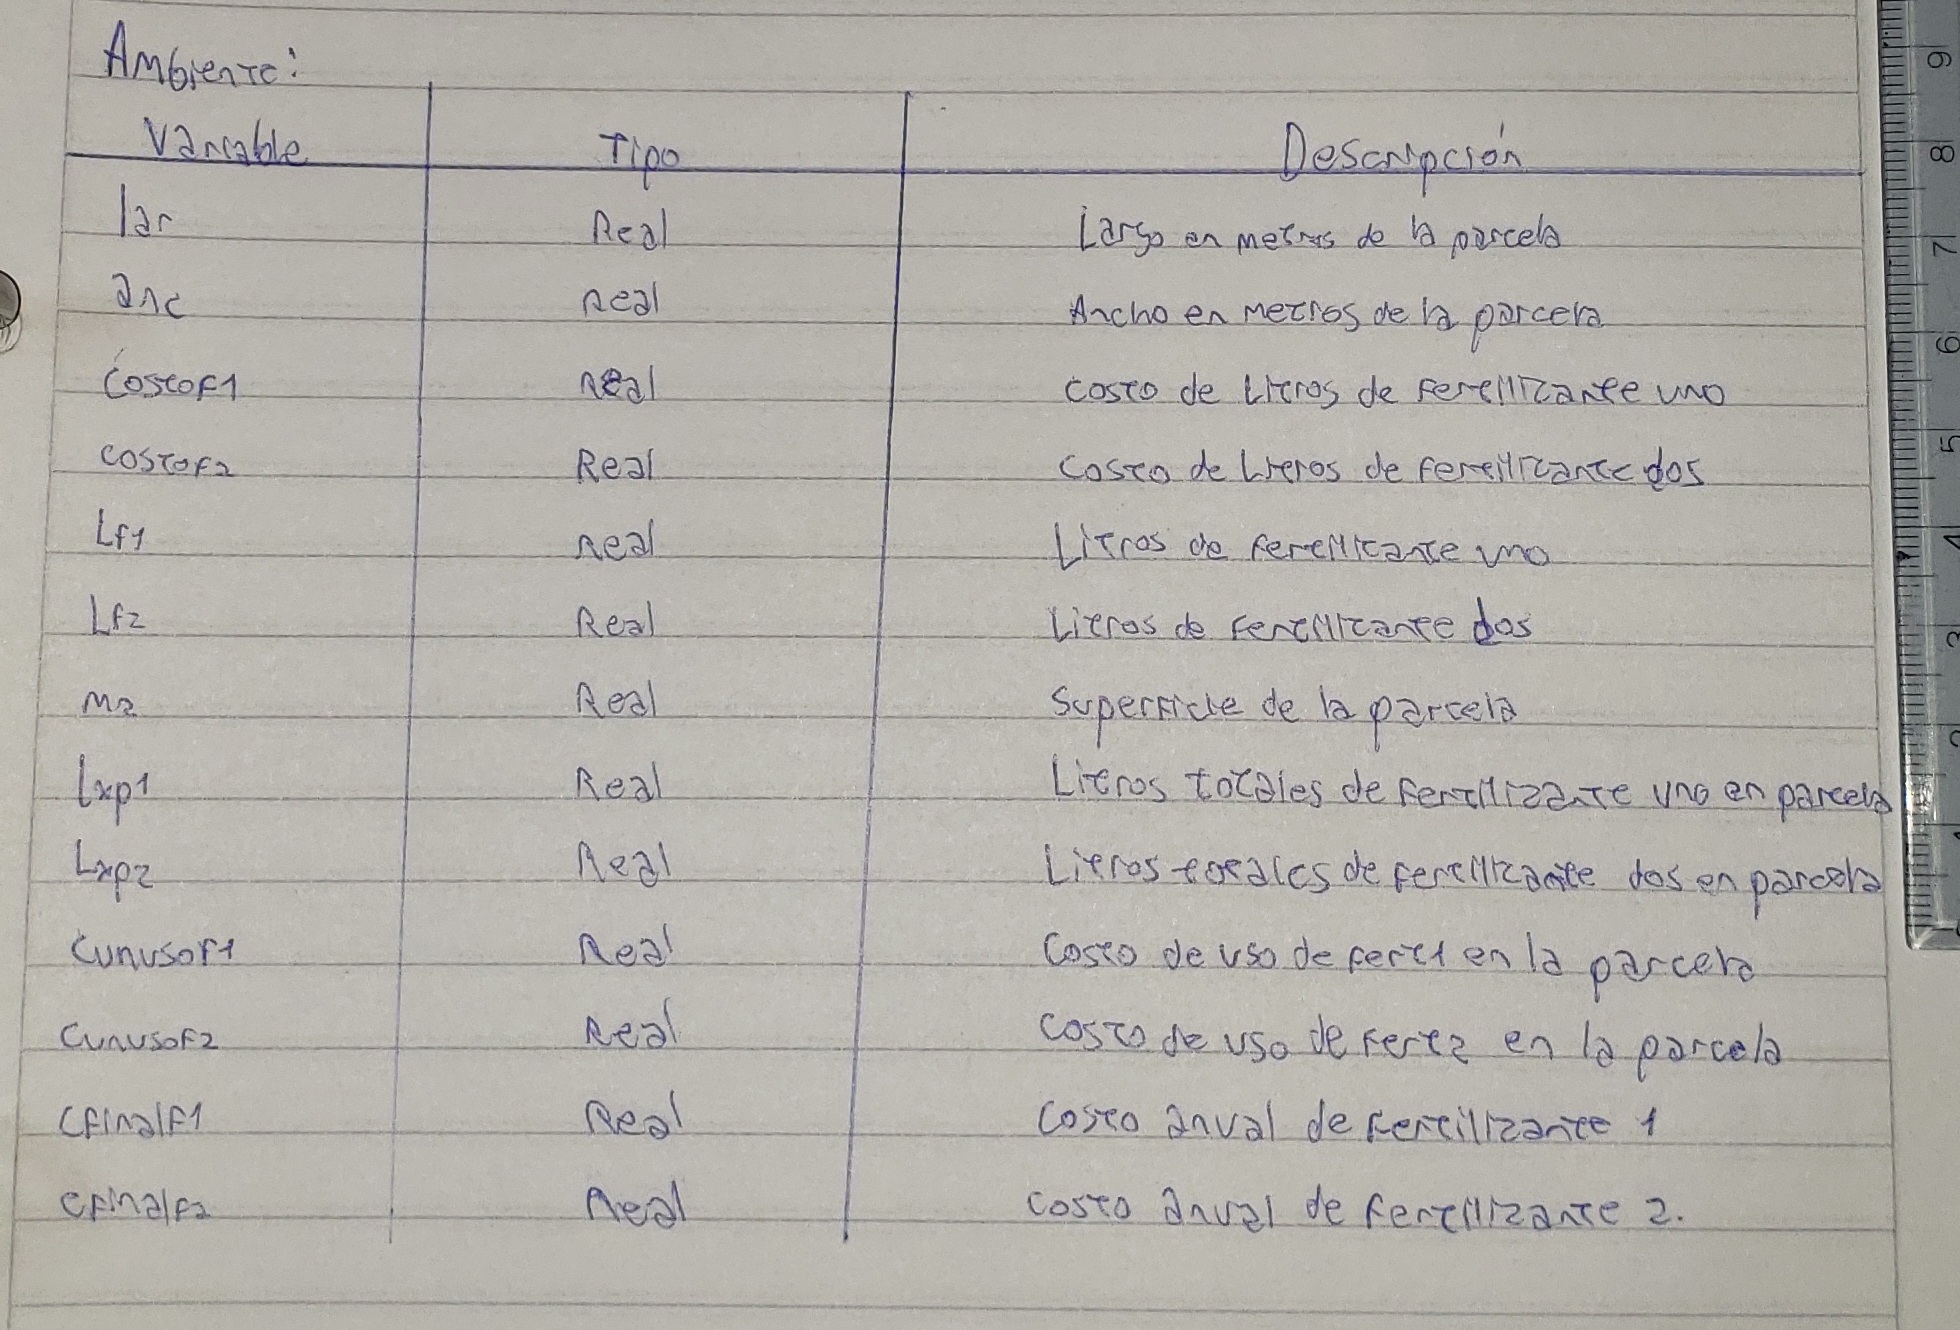 Ambiente:
Variable Tipo Descripción
lar Real Largo en metros de la parcela
anc Real Ancho en metros de la parcela
CostoF1 Real costo de Litros de fertilizante uno
costoF2 Real costo de Litros de fertilizante dos
Lf1 Real Litros de fertilizante uno
Lf2 Real Litros de fertilizante dos
M2 Real Superficie de la parcela
Lxp1 Real Litros totales de fertilizante uno en parcela
Lxp2 Real Litros totales de fertilizante dos en parcela
CunusoF1 Real Costo de uso de fert1 en la parcela
CunusoF2 Real costo de uso de fert2 en la parcela
CFinalF1 Real costo anual de fertilizante 1
CFinalF2 Real costo anual de fertilizante 2.
9
8
7
6
5
4
3
2
1